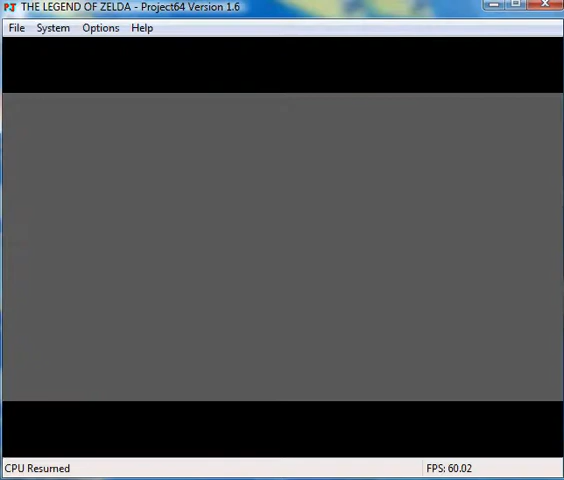 THE LEGEND OF ZELDA - Project64 Version 1.6
File System Options Help
CPU Resumed FPS: 60.02